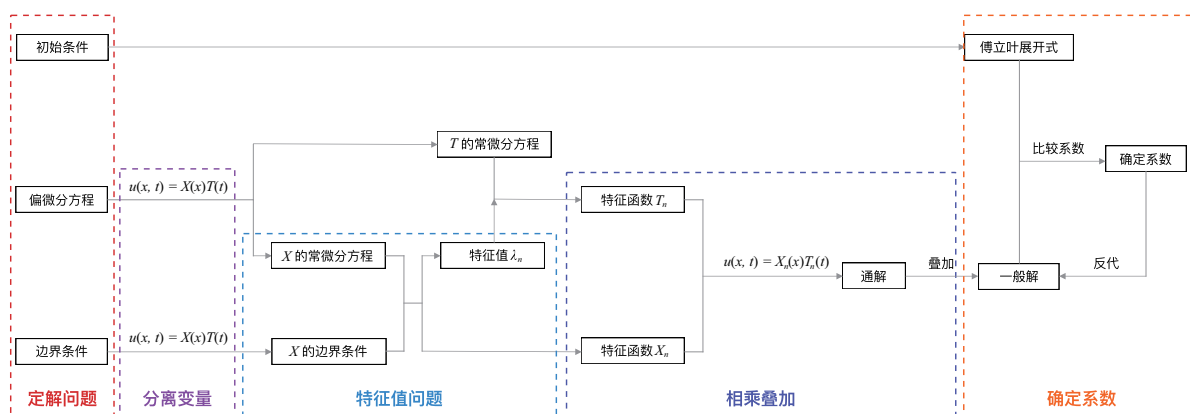 初始条件
傅立叶展开式
T 的常微分方程
比较系数
确定系数
偏微分方程
u(x, t) = X(x)T(t)
特征函数 Tₙ
X 的常微分方程
特征值 λₙ
u(x, t) = Xₙ(x)Tₙ(t)
通解
叠加
一般解
反代
边界条件
u(x, t) = X(x)T(t)
X 的边界条件
特征函数 Xₙ
定解问题
分离变量
特征值问题
相乘叠加
确定系数